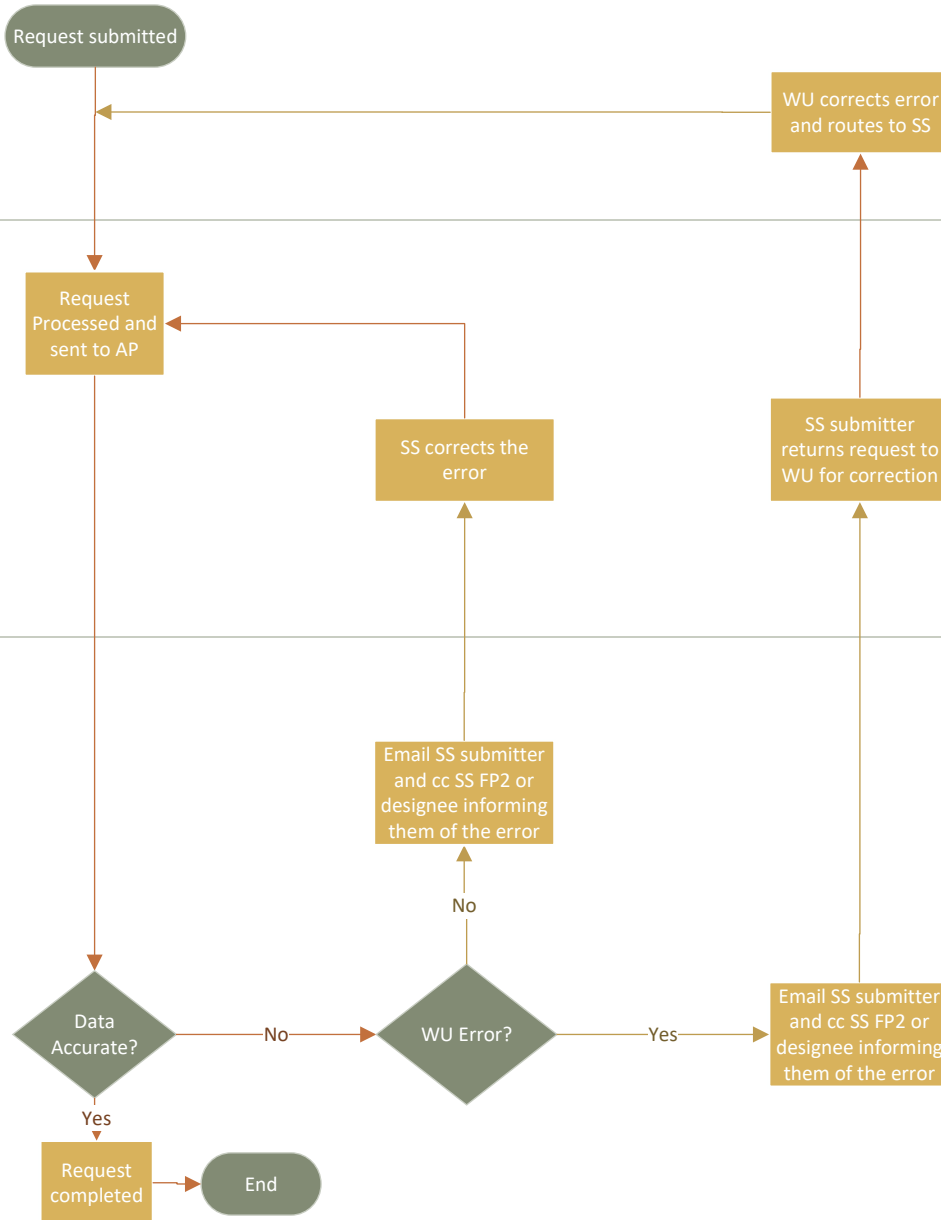 Request submitted
WU corrects error
and routes to SS
Request
Processed and
sent to AP
SS corrects the
error
SS submitter
returns request to
WU for correction
Email SS submitter
and cc SS FP2 or
designee informing
them of the error
No
Data
Accurate?
No
WU Error?
Yes
Email SS submitter
and cc SS FP2 or
designee informing
them of the error
Yes
Request
completed
End